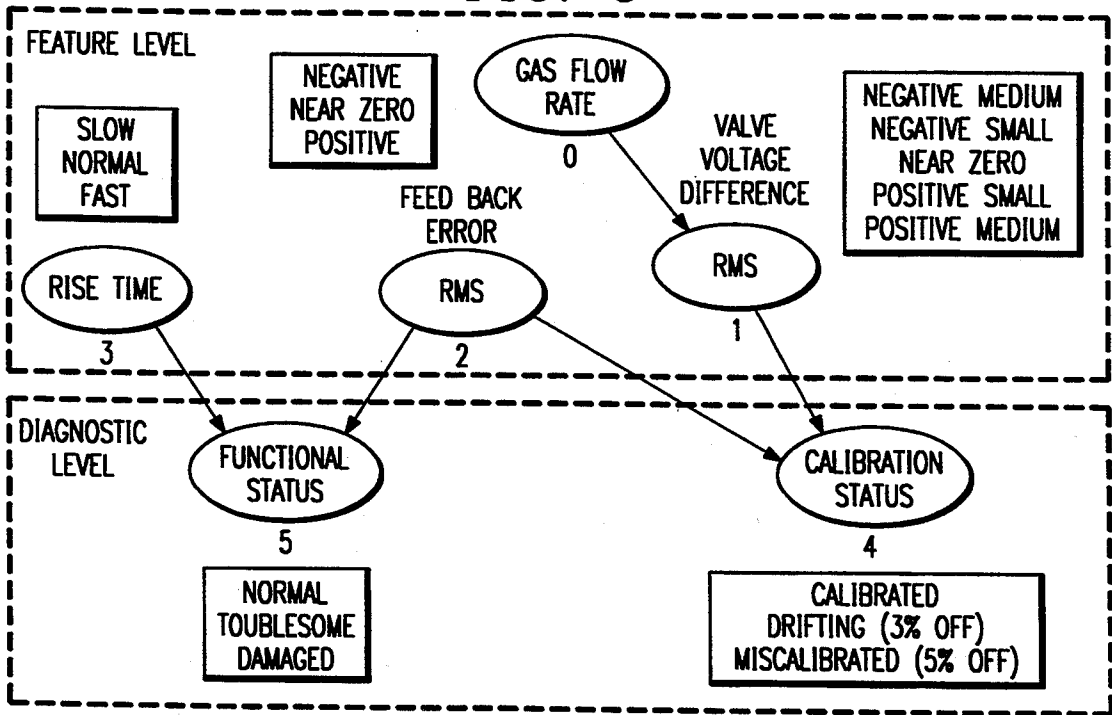 FEATURE LEVEL
SLOW
NORMAL
FAST
NEGATIVE
NEAR ZERO
POSITIVE
GAS FLOW
RATE
0
VALVE
VOLTAGE
DIFFERENCE
NEGATIVE MEDIUM
NEGATIVE SMALL
NEAR ZERO
POSITIVE SMALL
POSITIVE MEDIUM
FEED BACK
ERROR
RISE TIME
3
RMS
2
RMS
1
DIAGNOSTIC
LEVEL
FUNCTIONAL
STATUS
5
NORMAL
TOUBLESOME
DAMAGED
CALIBRATION
STATUS
4
CALIBRATED
DRIFTING (3% OFF)
MISCALIBRATED (5% OFF)